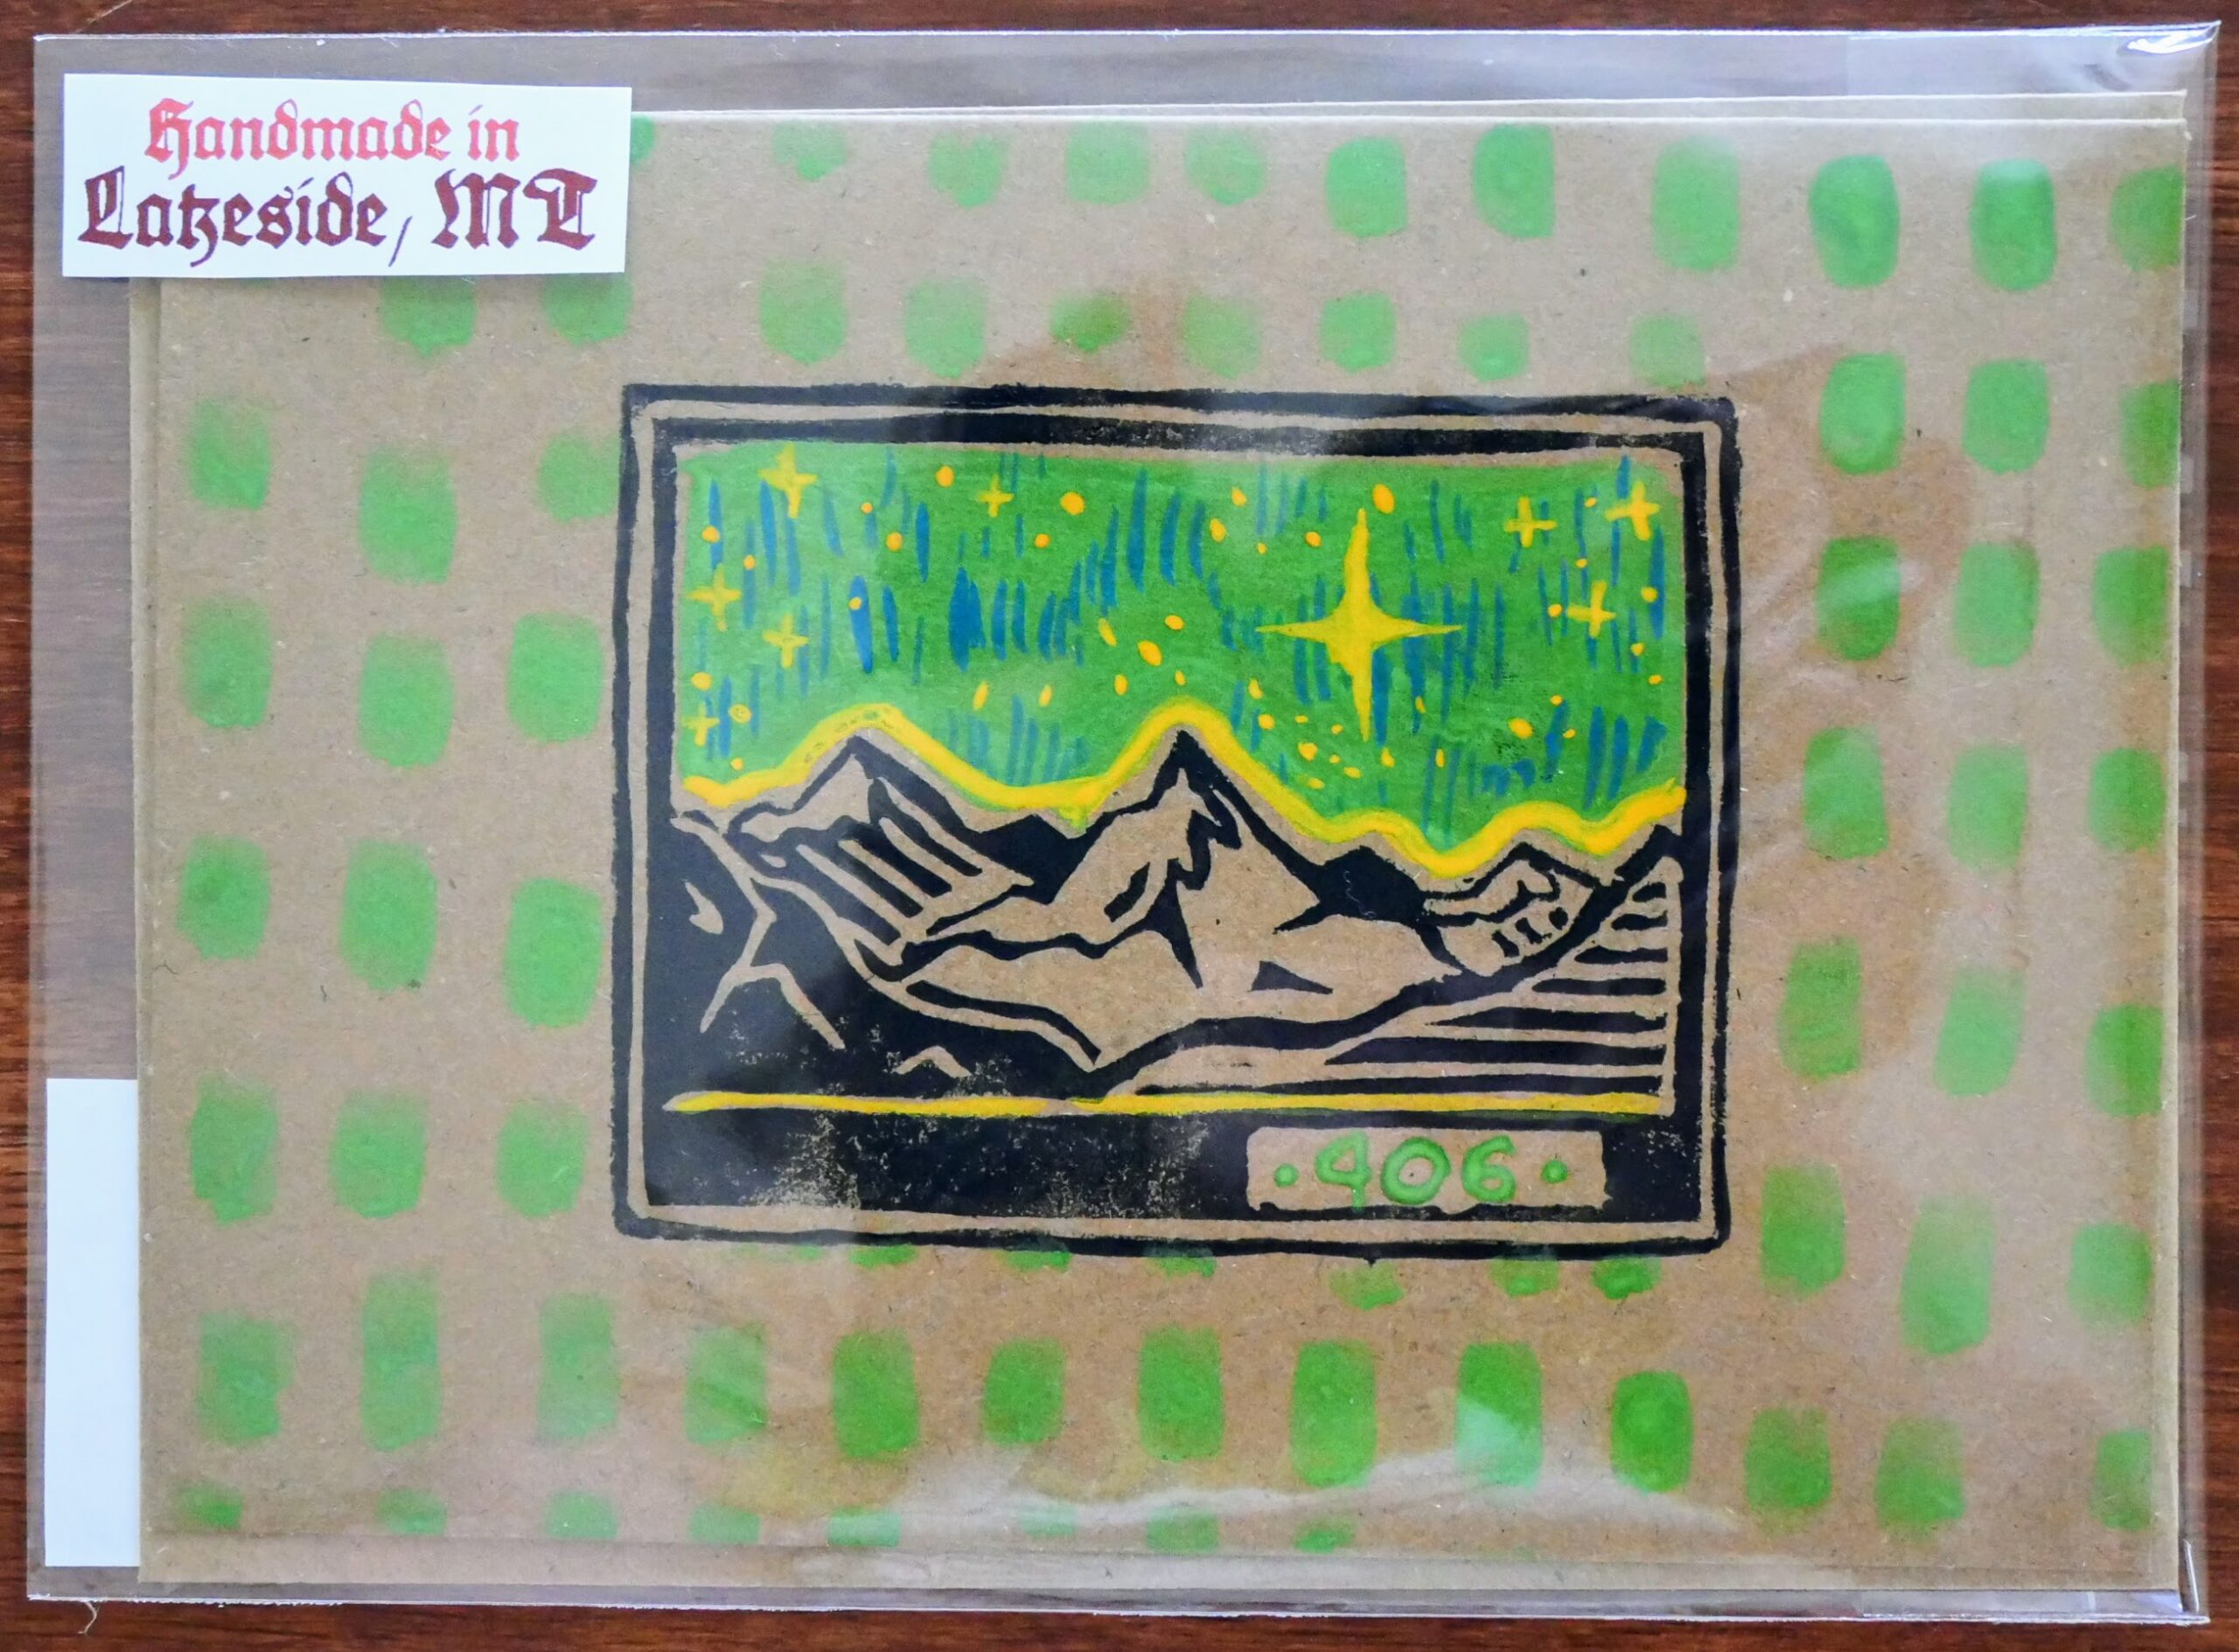 Handmade in
Lakeside, MT
·406·